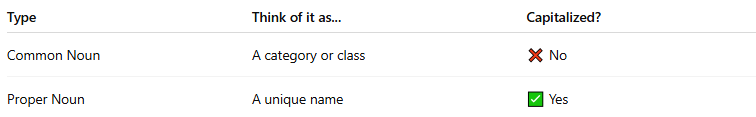 Type Think of it as... Capitalized?
Common Noun A category or class ❌ No
Proper Noun A unique name ✅ Yes